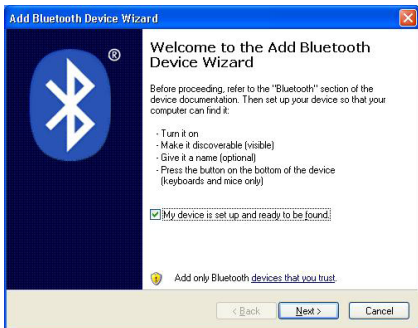 Add Bluetooth Device Wizard
®
Welcome to the Add Bluetooth
Device Wizard
Before proceeding, refer to the "Bluetooth" section of the
device documentation. Then set up your device so that your
computer can find it:
- Turn it on
- Make it discoverable (visible)
- Give it a name (optional)
- Press the button on the bottom of the device
(keyboards and mice only)
My device is set up and ready to be found.
Add only Bluetooth devices that you trust.
< Back
Next >
Cancel